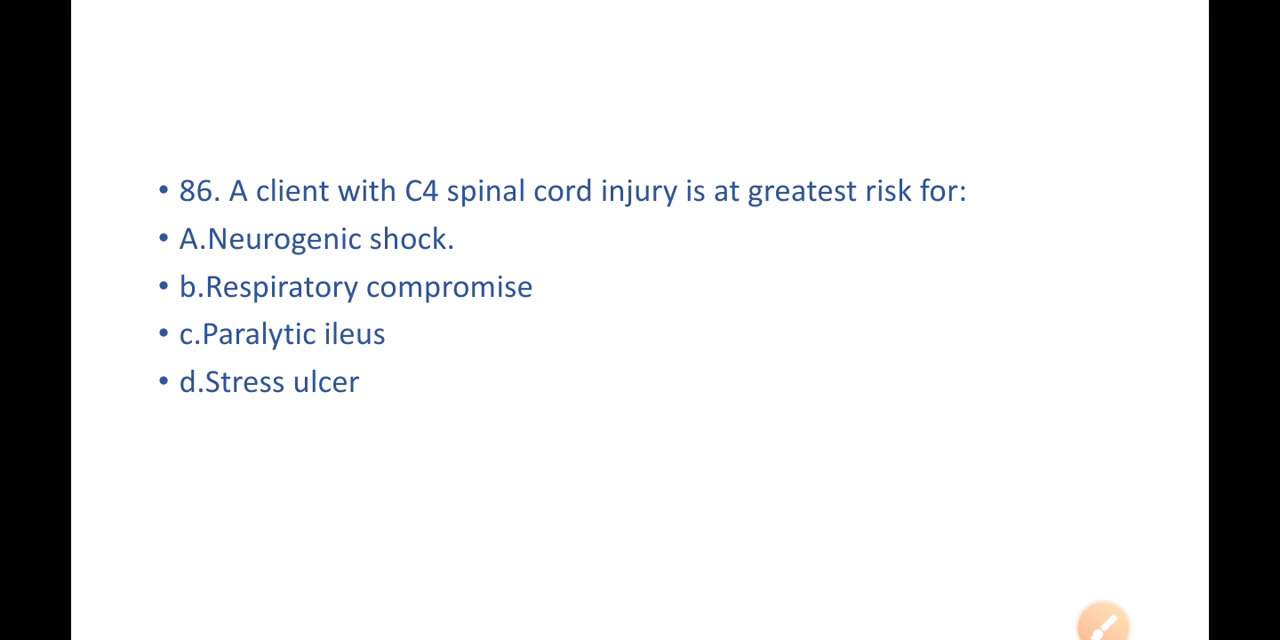 • 86. A client with C4 spinal cord injury is at greatest risk for:
• A.Neurogenic shock.
• b.Respiratory compromise
• c.Paralytic ileus
• d.Stress ulcer